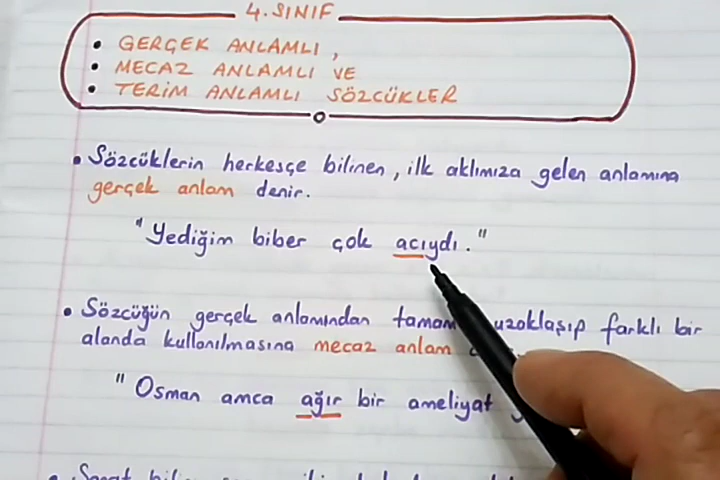 4. SINIF
• GERÇEK ANLAMLI,
• MECAZ ANLAMLI VE
• TERİM ANLAMLI SÖZCÜKLER
• Sözcüklerin herkesçe bilinen, ilk aklımıza gelen anlamına
gerçek anlam denir.
"Yediğim biber çok acıydı."
• Sözcüğün gerçek anlamından uzaklaşıp farklı bir
alanda kullanılmasına mecaz anlam
"Osman amca ağır bir ameliyat